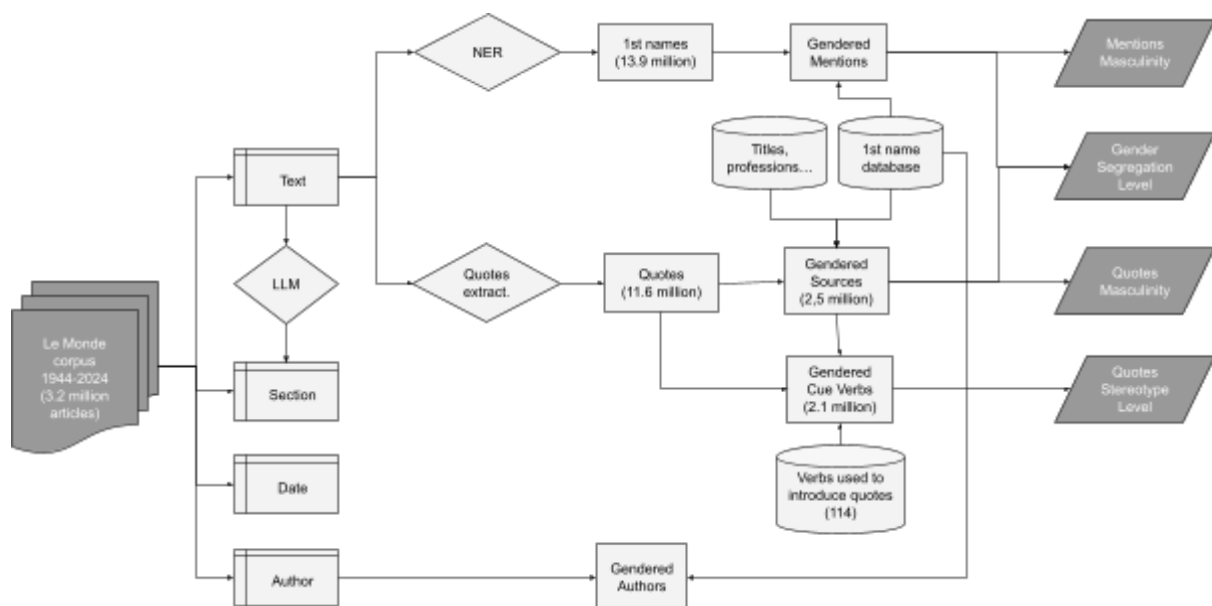 NER
1st names
(13.9 million)
Gendered
Mentions
Mentions
Masculinity
Titles,
professions...
1st name
database
Gender
Segregation
Level
Text
LLM
Quotes
extract.
Quotes
(11.6 million)
Gendered
Sources
(2,5 million)
Quotes
Masculinity
Le Monde
corpus
1944-2024
(3.2 million
articles)
Section
Gendered
Cue Verbs
(2.1 million)
Quotes
Stereotype
Level
Date
Verbs used to
introduce quotes
(114)
Author
Gendered
Authors